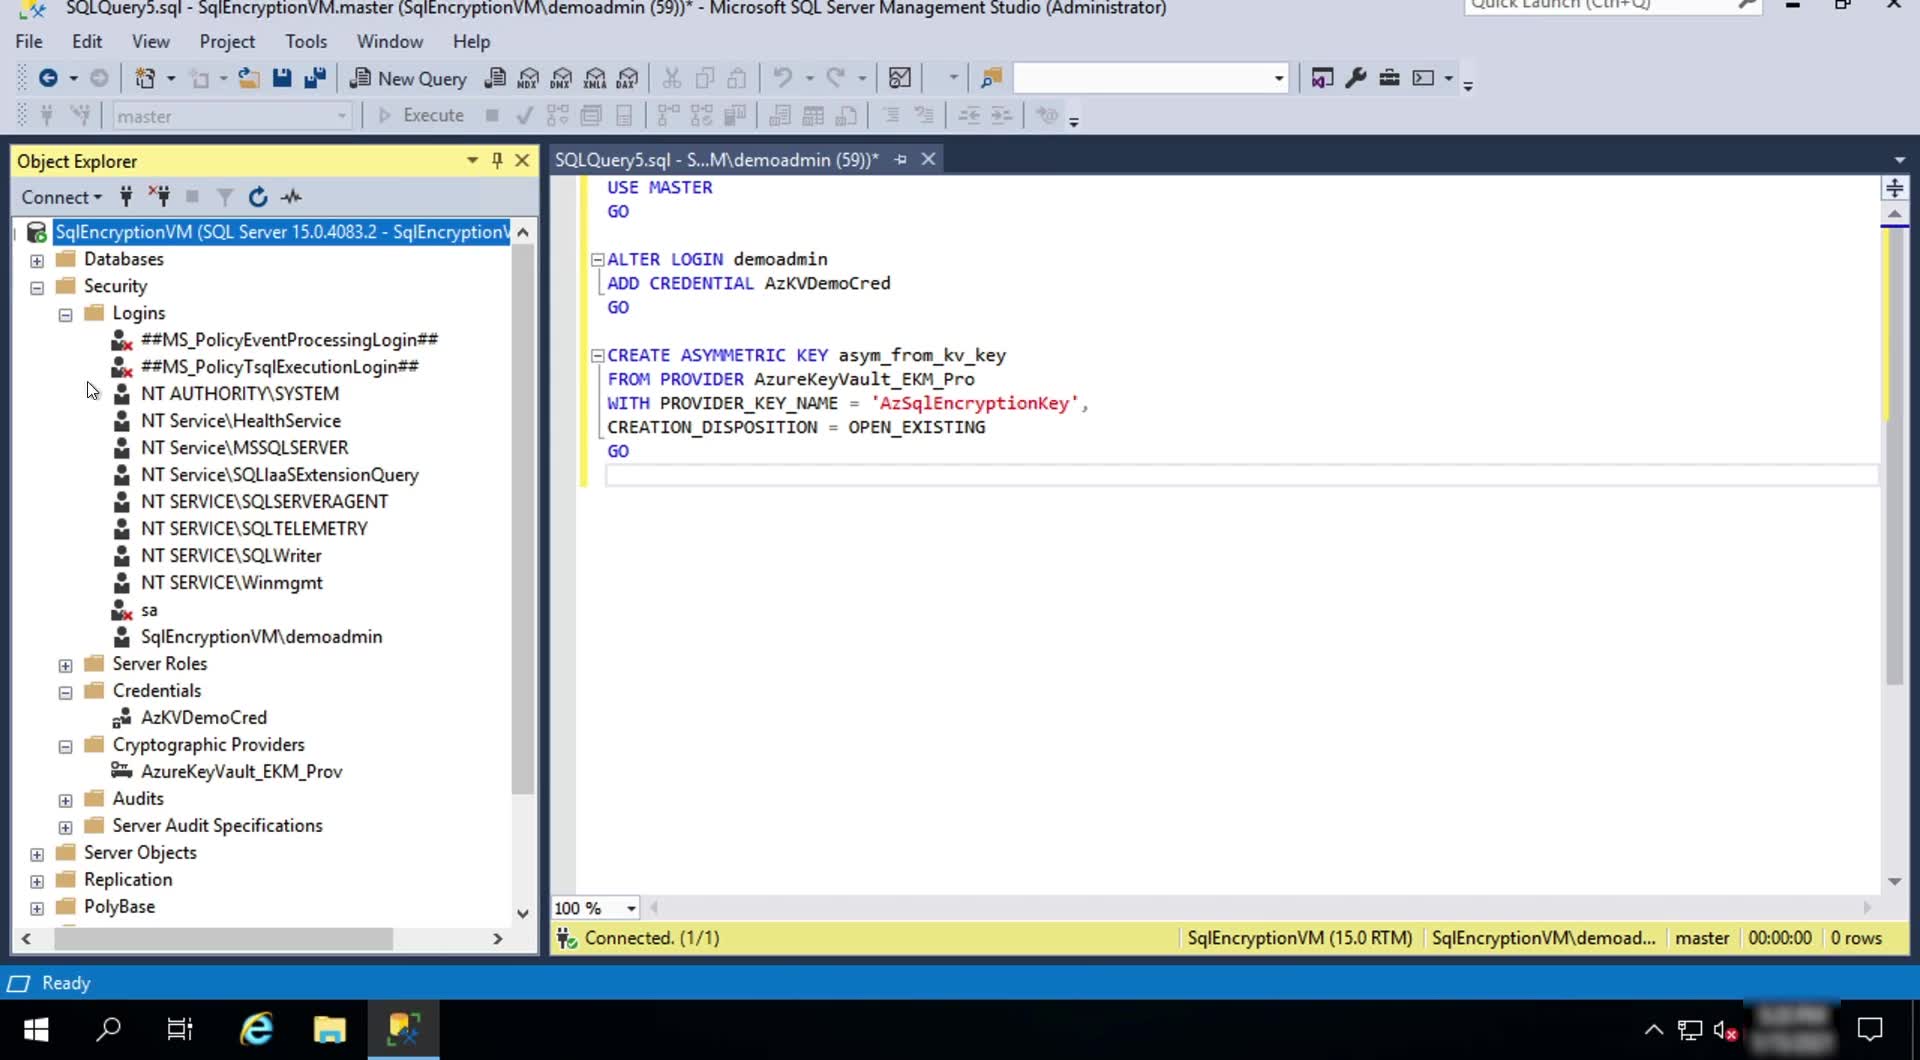 SQLQuery5.sql - SqlEncryptionVM.master (SqlEncryptionVM\demoadmin (59))* - Microsoft SQL Server Management Studio (Administrator)
Quick Launch (Ctrl+Q)
File Edit View Project Tools Window Help
New Query MDX DMX XMLA DAX
master Execute
Object Explorer
SQLQuery5.sql - S...M\demoadmin (59))*
Connect
SqlEncryptionVM (SQL Server 15.0.4083.2 - SqlEncryptionV
Databases
Security
Logins
##MS_PolicyEventProcessingLogin##
##MS_PolicyTsqlExecutionLogin##
NT AUTHORITY\SYSTEM
NT Service\HealthService
NT Service\MSSQLSERVER
NT Service\SQLIaaSExtensionQuery
NT SERVICE\SQLSERVERAGENT
NT SERVICE\SQLTELEMETRY
NT SERVICE\SQLWriter
NT SERVICE\Winmgmt
sa
SqlEncryptionVM\demoadmin
Server Roles
Credentials
AzKVDemoCred
Cryptographic Providers
AzureKeyVault_EKM_Prov
Audits
Server Audit Specifications
Server Objects
Replication
PolyBase
USE MASTER
GO
ALTER LOGIN demoadmin
ADD CREDENTIAL AzKVDemoCred
GO
CREATE ASYMMETRIC KEY asym_from_kv_key
FROM PROVIDER AzureKeyVault_EKM_Pro
WITH PROVIDER_KEY_NAME = 'AzSqlEncryptionKey',
CREATION_DISPOSITION = OPEN_EXISTING
GO
100 %
Connected. (1/1) SqlEncryptionVM (15.0 RTM) SqlEncryptionVM\demoad... master 00:00:00 0 rows
Ready